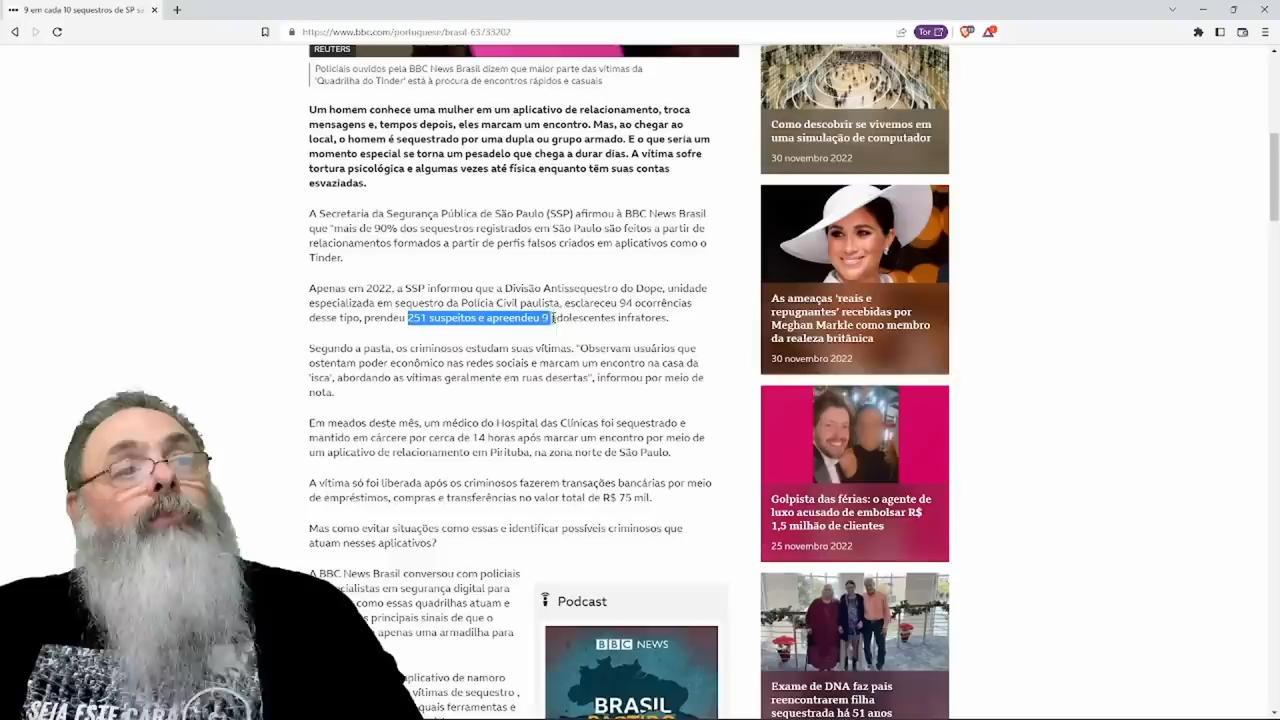 9 em cada 10 sequestros de SP s
https://www.bbc.com/portuguese/brasil-63733202
Tor
REUTERS
Policiais ouvidos pela BBC News Brasil dizem que maior parte das vítimas da
'Quadrilha do Tinder' está à procura de encontros rápidos e casuais
Um homem conhece uma mulher em um aplicativo de relacionamento, troca
mensagens e, tempos depois, eles marcam um encontro. Mas, ao chegar ao
local, o homem é sequestrado por uma dupla ou grupo armado. E o que seria um
momento especial se torna um pesadelo que chega a durar dias. A vítima sofre
tortura psicológica e algumas vezes até física enquanto têm suas contas
esvaziadas.
A Secretaria da Segurança Pública de São Paulo (SSP) afirmou à BBC News Brasil
que "mais de 90% dos sequestros registrados em São Paulo são feitos a partir de
relacionamentos formados a partir de perfis falsos criados em aplicativos como o
Tinder.
Apenas em 2022, a SSP informou que a Divisão Antissequestro do Dope, unidade
especializada em sequestro da Polícia Civil paulista, esclareceu 94 ocorrências
desse tipo, prendeu 251 suspeitos e apreendeu 9 adolescentes infratores.
Segundo a pasta, os criminosos estudam suas vítimas. "Observam usuários que
ostentam poder econômico nas redes sociais e marcam um encontro na casa da
'isca', abordando as vítimas geralmente em ruas desertas", informou por meio de
nota.
Em meados deste mês, um médico do Hospital das Clínicas foi sequestrado e
mantido em cárcere por cerca de 14 horas após marcar um encontro por meio de
um aplicativo de relacionamento em Pirituba, na zona norte de São Paulo.
A vítima só foi liberada após os criminosos fazerem transações bancárias por meio
de empréstimos, compras e transferências no valor total de R$ 75 mil.
Mas como evitar situações como essas e identificar possíveis criminosos que
atuam nesses aplicativos?
A BBC News Brasil conversou com policiais
ecialistas em segurança digital para
como essas quadrilhas atuam e
s principais sinais de que o
apenas uma armadilha para
plicativo de namoro
vítimas de sequestro ,
quais ferramentas e
Podcast
BBC NEWS
BRASIL
PARTIDO
Como descobrir se vivemos em
uma simulação de computador
30 novembro 2022
As ameaças 'reais e
repugnantes' recebidas por
Meghan Markle como membro
da realeza britânica
30 novembro 2022
Golpista das férias: o agente de
luxo acusado de embolsar R$
1,5 milhão de clientes
25 novembro 2022
Exame de DNA faz pais
reencontrarem filha
sequestrada há 51 anos